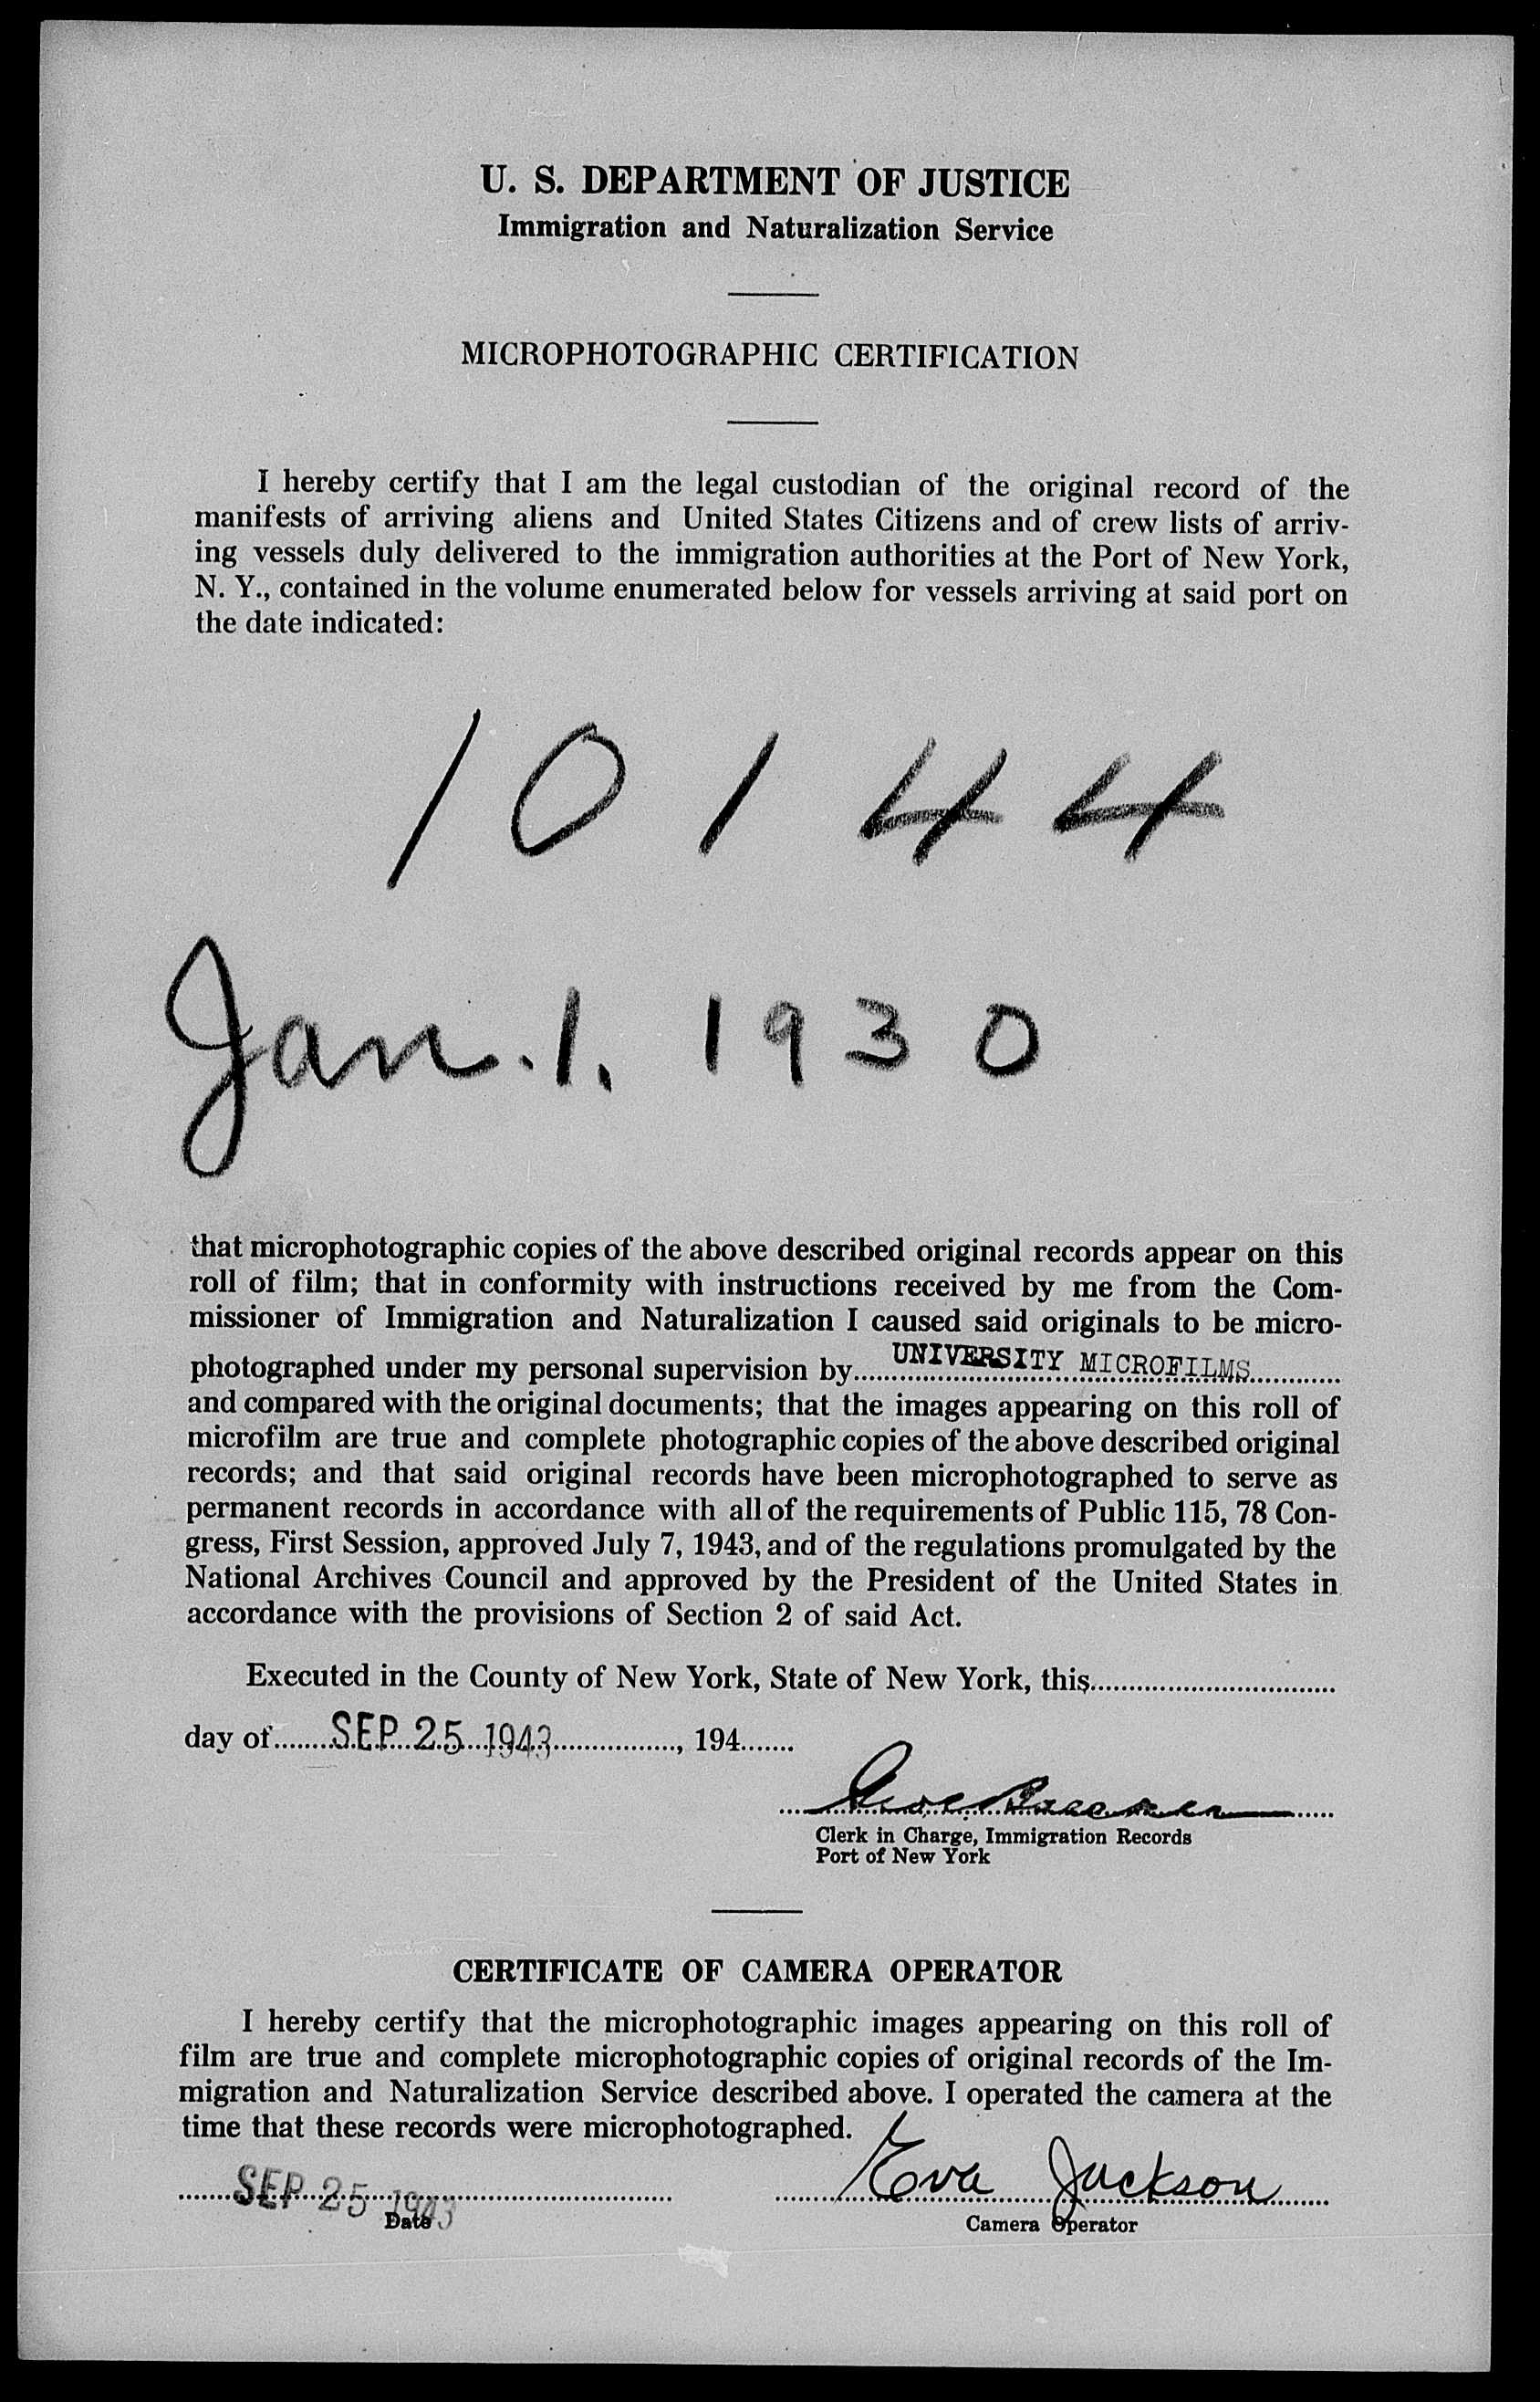 U. S. DEPARTMENT OF JUSTICE
Immigration and Naturalization Service
MICROPHOTOGRAPHIC CERTIFICATION
I hereby certify that I am the legal custodian of the original record of the
manifests of arriving aliens and United States Citizens and of crew lists of arriv-
ing vessels duly delivered to the immigration authorities at the Port of New York,
N. Y., contained in the volume enumerated below for vessels arriving at said port on
the date indicated:
10144
Jan. 1. 1930
that microphotographic copies of the above described original records appear on this
roll of film; that in conformity with instructions received by me from the Com-
missioner of Immigration and Naturalization I caused said originals to be micro-
photographed under my personal supervision by UNIVERSITY MICROFILMS
and compared with the original documents; that the images appearing on this roll of
microfilm are true and complete photographic copies of the above described original
records; and that said original records have been microphotographed to serve as
permanent records in accordance with all of the requirements of Public 115, 78 Con-
gress, First Session, approved July 7, 1943, and of the regulations promulgated by the
National Archives Council and approved by the President of the United States in
accordance with the provisions of Section 2 of said Act.
Executed in the County of New York, State of New York, this
day of SEP 25 1943, 194
Clerk in Charge, Immigration Records
Port of New York
CERTIFICATE OF CAMERA OPERATOR
I hereby certify that the microphotographic images appearing on this roll of
film are true and complete microphotographic copies of original records of the Im-
migration and Naturalization Service described above. I operated the camera at the
time that these records were microphotographed.
SEP 25 1943 Eva Jackson
Date Camera Operator